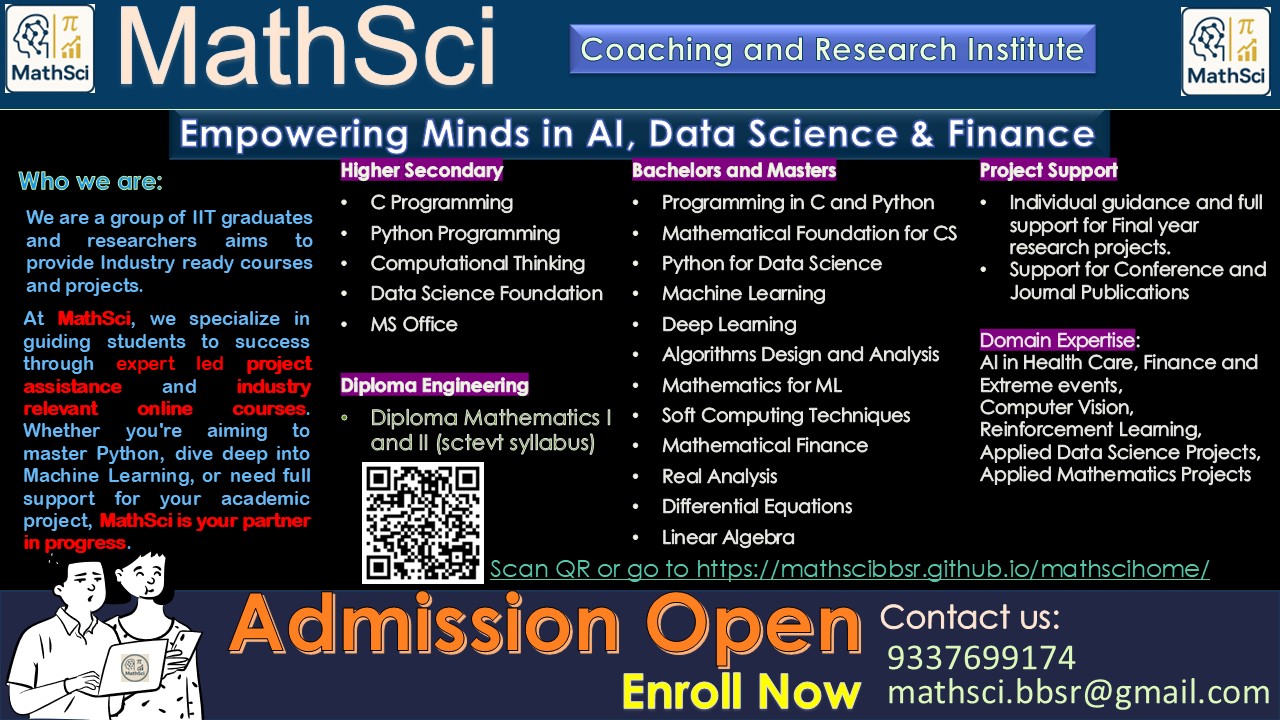 MathSci
MathSci
Coaching and Research Institute
MathSci
Empowering Minds in AI, Data Science & Finance
Who we are:
We are a group of IIT graduates
and researchers aims to
provide Industry ready courses
and projects.
At MathSci, we specialize in
guiding students to success
through expert led project
assistance and industry
relevant online courses.
Whether you're aiming to
master Python, dive deep into
Machine Learning, or need full
support for your academic
project, MathSci is your partner
in progress.
Higher Secondary
• C Programming
• Python Programming
• Computational Thinking
• Data Science Foundation
• MS Office
Diploma Engineering
• Diploma Mathematics I
and II (sctevt syllabus)
Bachelors and Masters
• Programming in C and Python
• Mathematical Foundation for CS
• Python for Data Science
• Machine Learning
• Deep Learning
• Algorithms Design and Analysis
• Mathematics for ML
• Soft Computing Techniques
• Mathematical Finance
• Real Analysis
• Differential Equations
• Linear Algebra
Project Support
• Individual guidance and full
support for Final year
research projects.
• Support for Conference and
Journal Publications
Domain Expertise:
AI in Health Care, Finance and
Extreme events,
Computer Vision,
Reinforcement Learning,
Applied Data Science Projects,
Applied Mathematics Projects
Scan QR or go to https://mathscibbsr.github.io/mathscihome/
MathSci
Admission Open
Enroll Now
Contact us:
9337699174
mathsci.bbsr@gmail.com